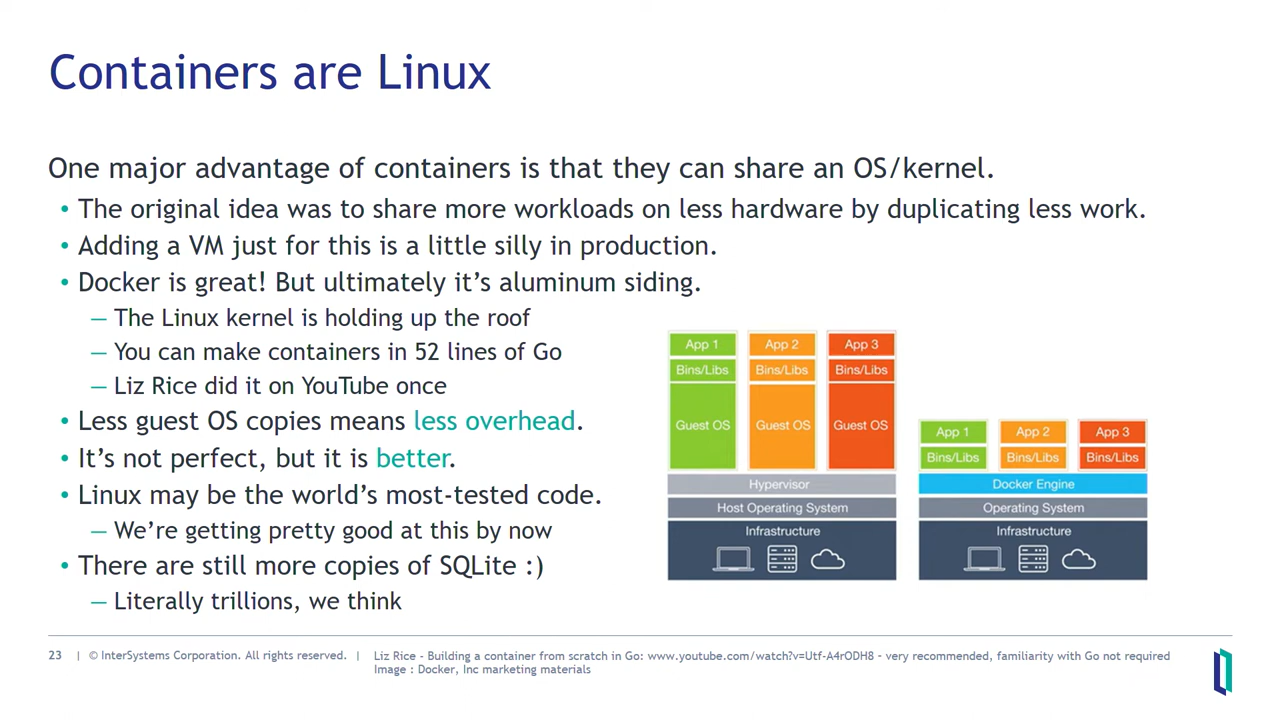 Containers are Linux
One major advantage of containers is that they can share an OS/kernel.
• The original idea was to share more workloads on less hardware by duplicating less work.
• Adding a VM just for this is a little silly in production.
• Docker is great! But ultimately it’s aluminum siding.
— The Linux kernel is holding up the roof
— You can make containers in 52 lines of Go
— Liz Rice did it on YouTube once
• Less guest OS copies means less overhead.
• It’s not perfect, but it is better.
• Linux may be the world’s most-tested code.
— We’re getting pretty good at this by now
• There are still more copies of SQLite :)
— Literally trillions, we think
App 1 App 2 App 3
Bins/Libs Bins/Libs Bins/Libs
Guest OS Guest OS Guest OS
Hypervisor
Host Operating System
Infrastructure
App 1 App 2 App 3
Bins/Libs Bins/Libs Bins/Libs
Docker Engine
Operating System
Infrastructure
23 | © InterSystems Corporation. All rights reserved. |
Liz Rice - Building a container from scratch in Go: www.youtube.com/watch?v=Utf-A4rODH8 – very recommended, familiarity with Go not required
Image : Docker, Inc marketing materials